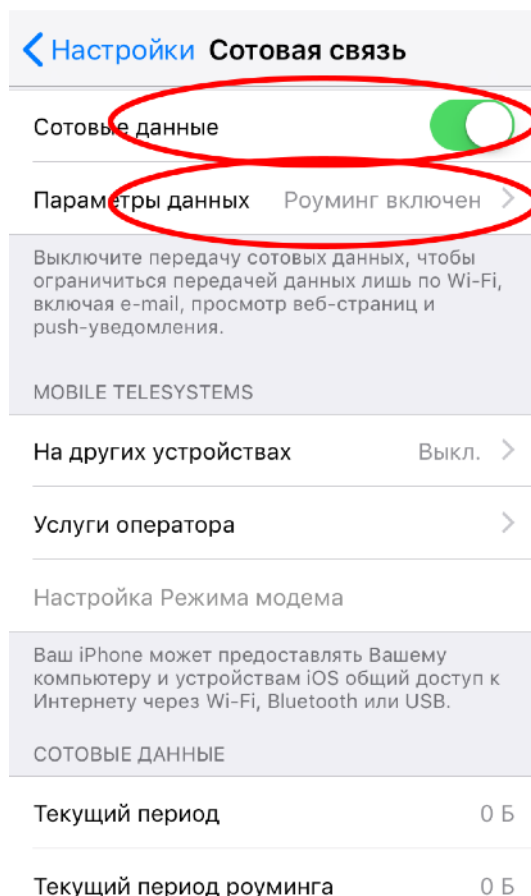 Настройки Сотовая связь
Сотовые данные
Параметры данных Роуминг включен
Выключите передачу сотовых данных, чтобы
ограничиться передачей данных лишь по Wi-Fi,
включая e-mail, просмотр веб-страниц и
push-уведомления.
MOBILE TELESYSTEMS
На других устройствах Выкл.
Услуги оператора
Настройка Режима модема
Ваш iPhone может предоставлять Вашему
компьютеру и устройствам iOS общий доступ к
Интернету через Wi-Fi, Bluetooth или USB.
СОТОВЫЕ ДАННЫЕ
Текущий период 0 Б
Текущий период роуминга 0 Б